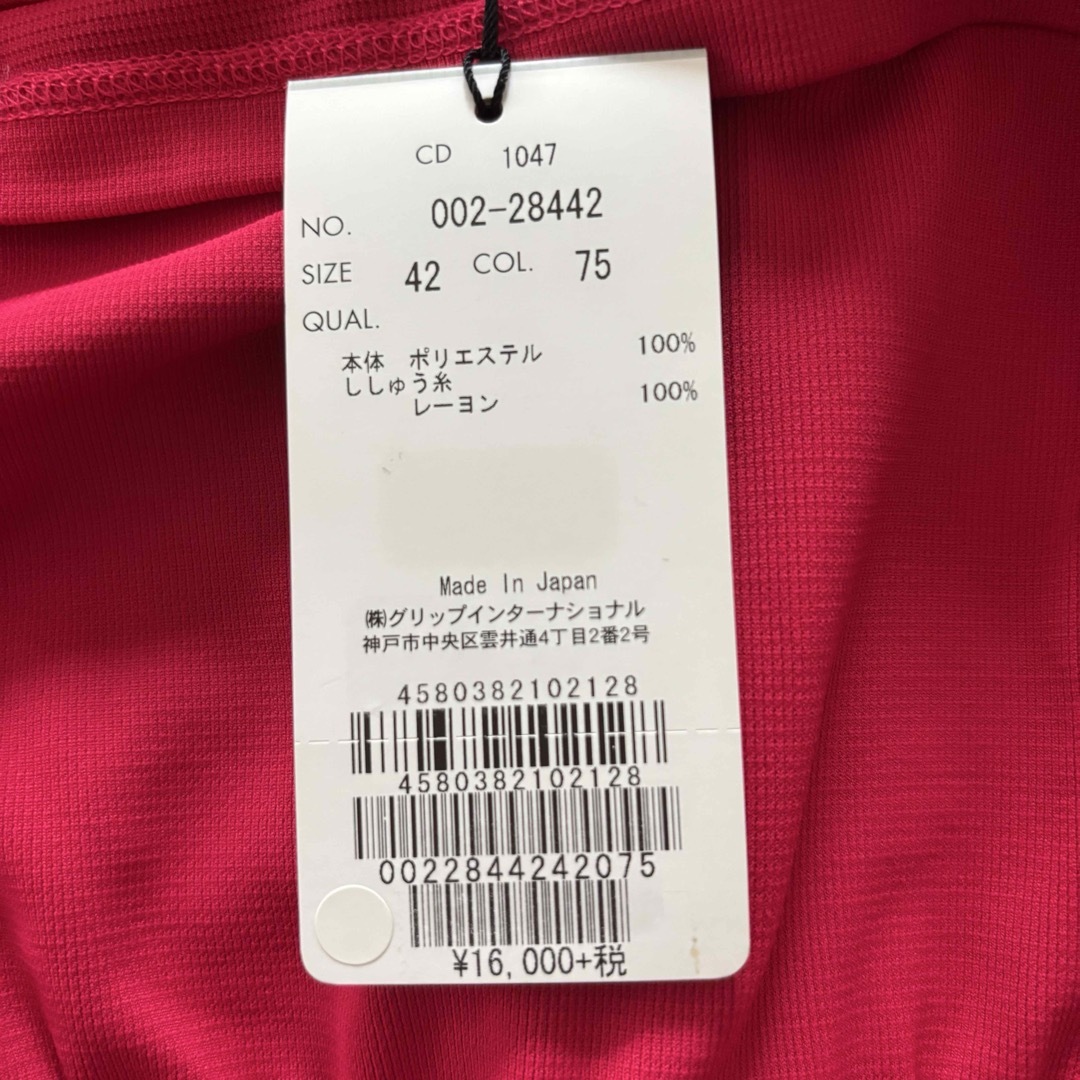 CD 1047
NO. 002-28442
SIZE 42 COL. 75
QUAL.
本体 ポリエステル 100%
ししゅう糸
レーヨン 100%
Made In Japan
㈱グリップインターナショナル
神戸市中央区雲井通4丁目2番2号
4580382102128
4580382102128
0022844242075
¥16,000+税